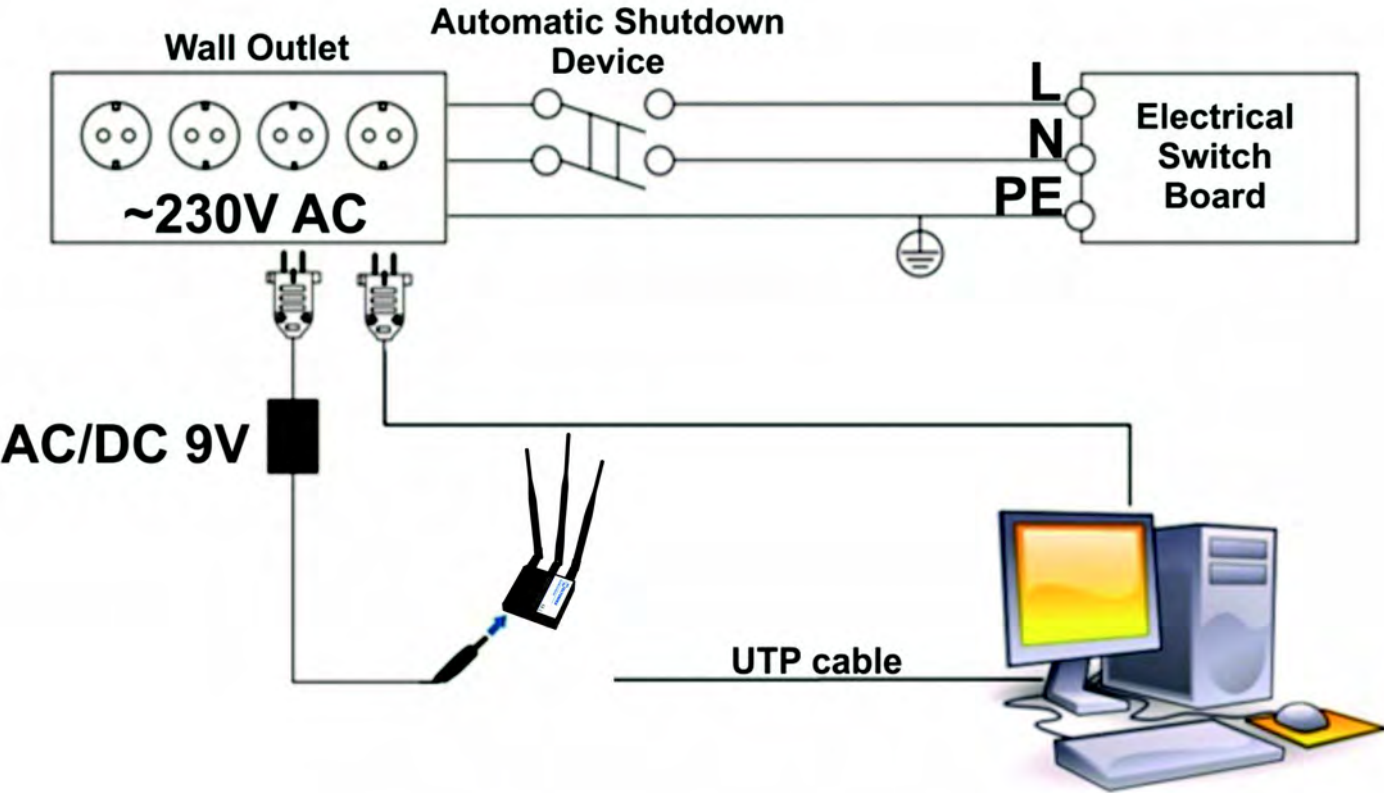 Automatic Shutdown
Device
Wall Outlet
~230V AC
L
N
PE
Electrical
Switch
Board
AC/DC 9V
UTP cable